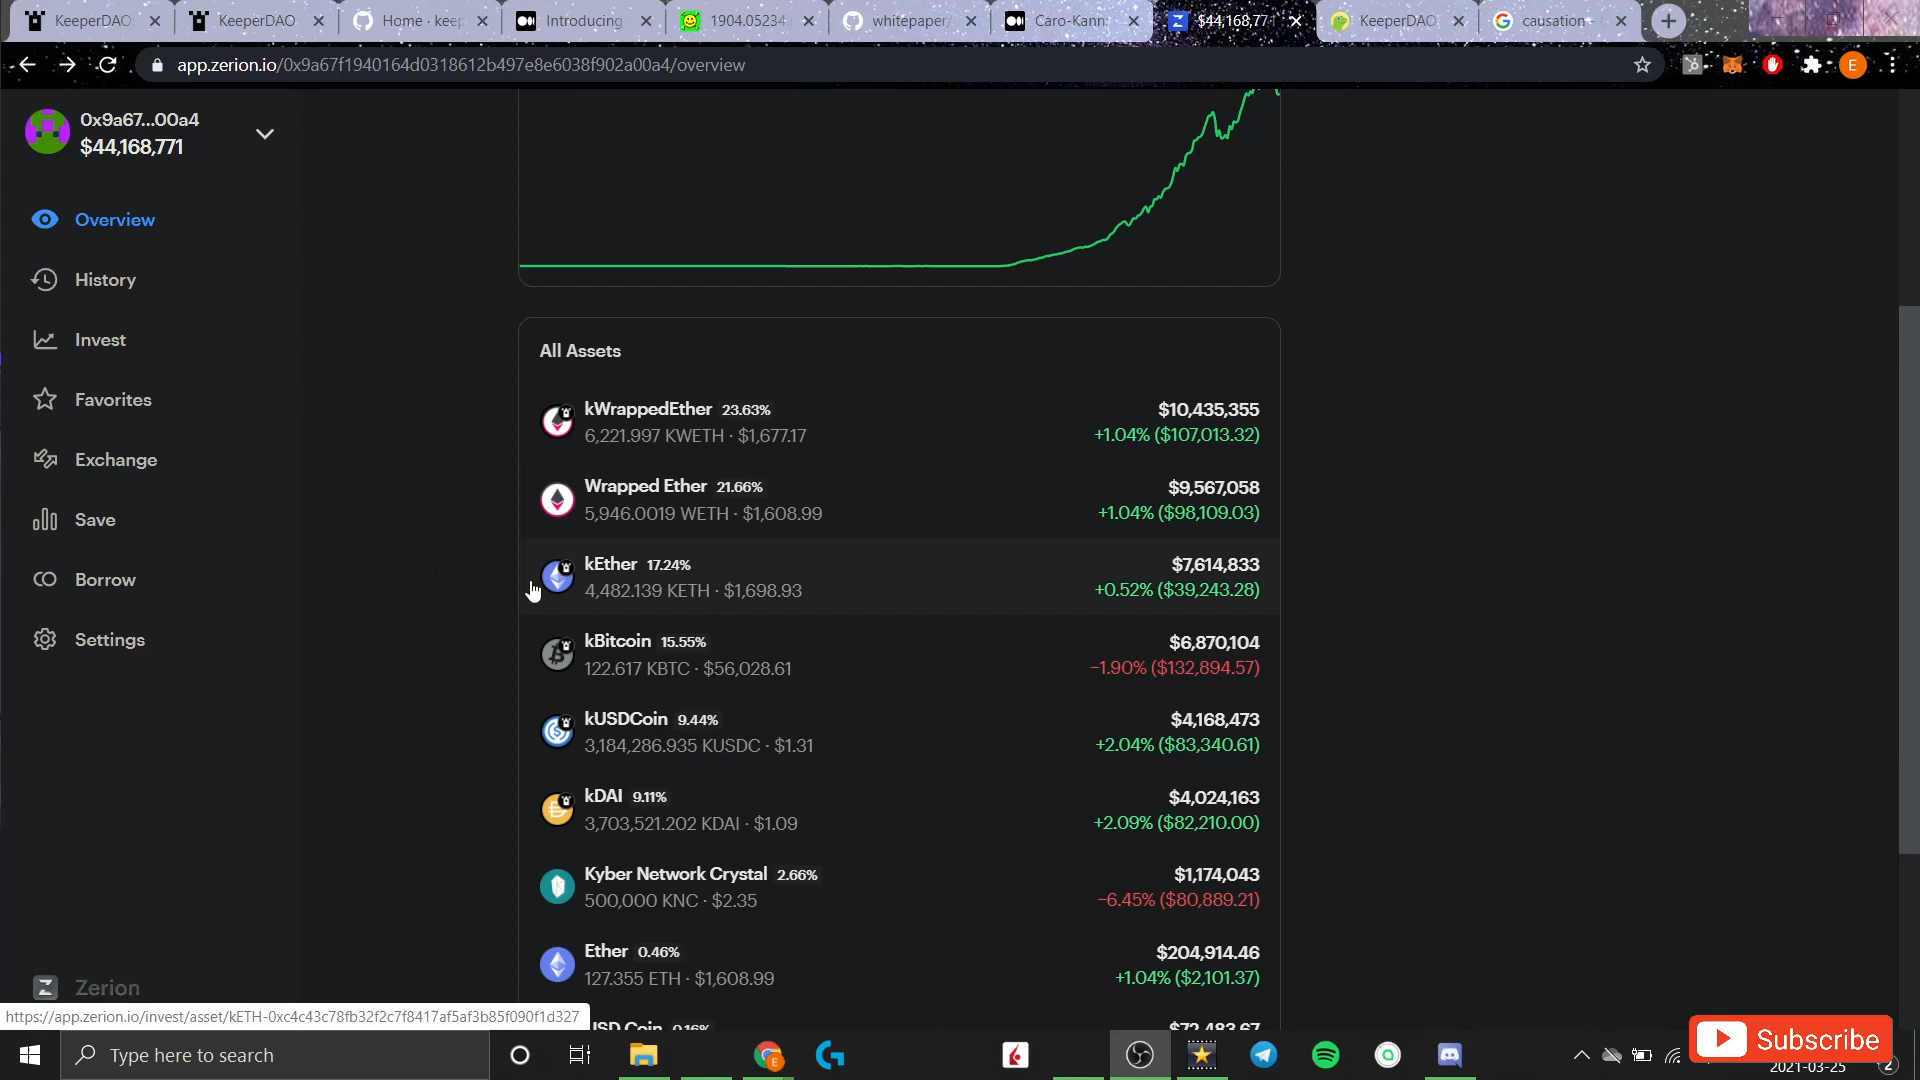 KeeperDAO:
KeeperDAO
Home · keep
Introducing
1904.05234.
whitepaper/
Caro-Kann:
$44,168,771
KeeperDAO
causation -
app.zerion.io/0x9a67f1940164d0318612b497e8e6038f902a00a4/overview
E
0x9a67...00a4
$44,168,771
Overview
History
Invest
Favorites
Exchange
Save
Borrow
Settings
Zerion
All Assets
kWrappedEther 23.63%
$10,435,355
6,221.997 KWETH · $1,677.17
+1.04% ($107,013.32)
Wrapped Ether 21.66%
$9,567,058
5,946.0019 WETH · $1,608.99
+1.04% ($98,109.03)
kEther 17.24%
$7,614,833
4,482.139 KETH · $1,698.93
+0.52% ($39,243.28)
kBitcoin 15.55%
$6,870,104
122.617 KBTC · $56,028.61
−1.90% ($132,894.57)
kUSDCoin 9.44%
$4,168,473
3,184,286.935 KUSDC · $1.31
+2.04% ($83,340.61)
kDAI 9.11%
$4,024,163
3,703,521.202 KDAI · $1.09
+2.09% ($82,210.00)
Kyber Network Crystal 2.66%
$1,174,043
500,000 KNC · $2.35
−6.45% ($80,889.21)
Ether 0.46%
$204,914.46
127.355 ETH · $1,608.99
+1.04% ($2,101.37)
USD Coin 0.16%
$72,483.67
https://app.zerion.io/invest/asset/kETH-0xc4c43c78fb32f2c7f8417af5af3b85f090f1d327
Type here to search
Subscribe
2021-03-25
2